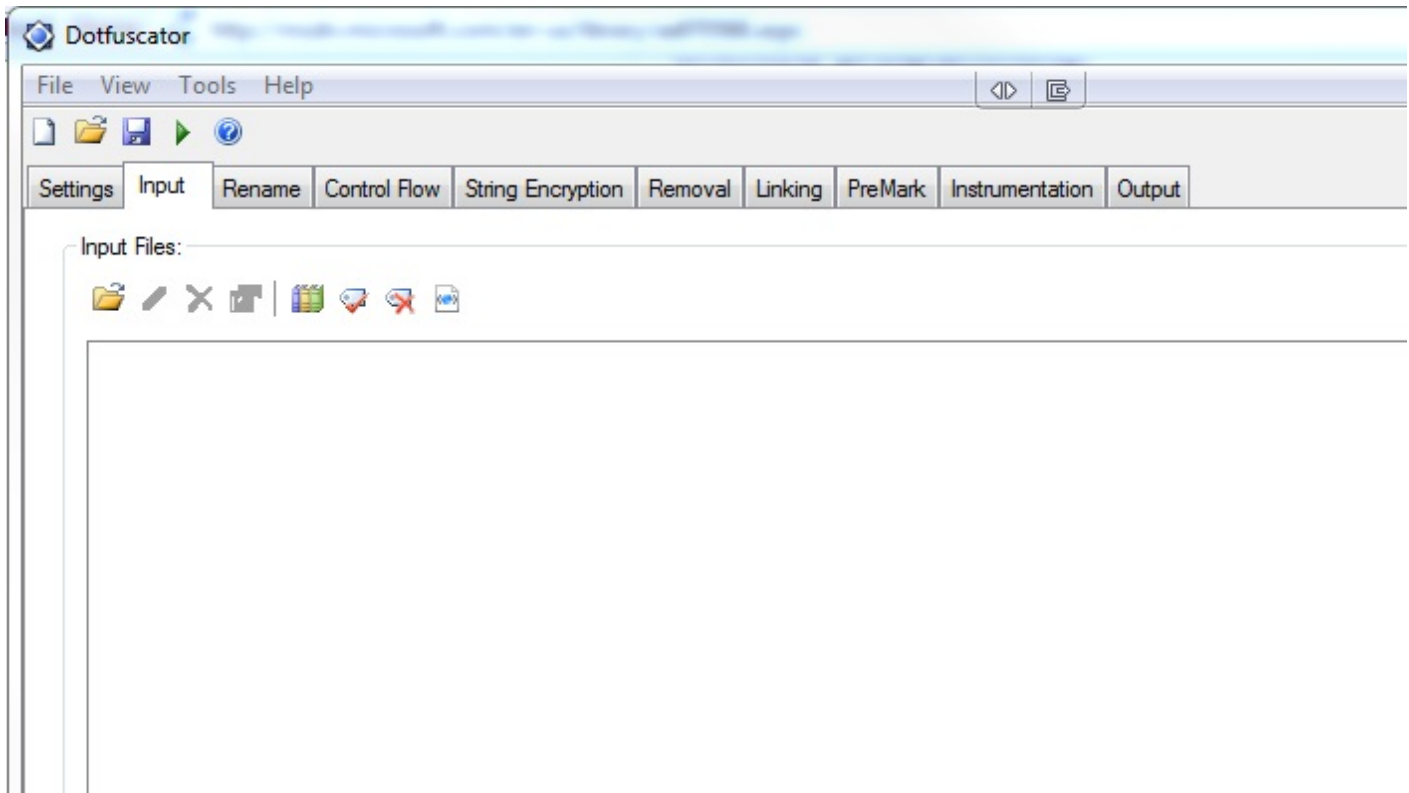 Dotfuscator
File View Tools Help
Settings Input Rename Control Flow String Encryption Removal Linking PreMark Instrumentation Output
Input Files: